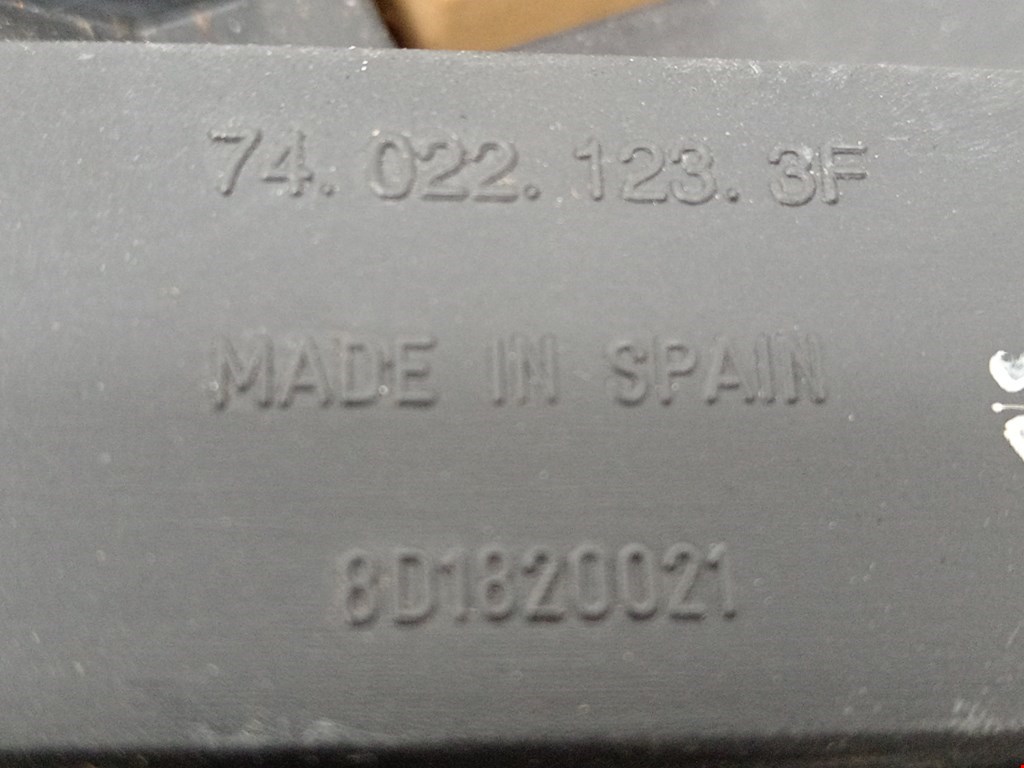 74. 022. 123. 3F
MADE IN SPAIN
8D1820021